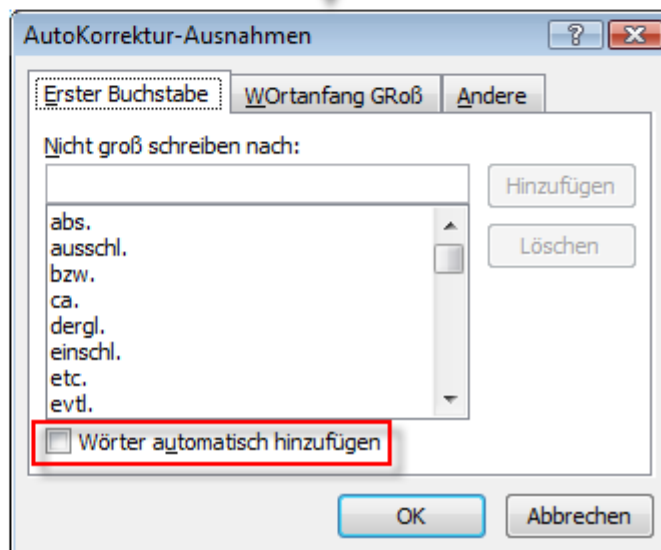 AutoKorrektur-Ausnahmen
Erster Buchstabe WOrtanfang GRoß Andere
Nicht groß schreiben nach:
Hinzufügen
abs.
Löschen
ausschl.
bzw.
ca.
dergl.
einschl.
etc.
evtl.
Wörter automatisch hinzufügen
OK Abbrechen